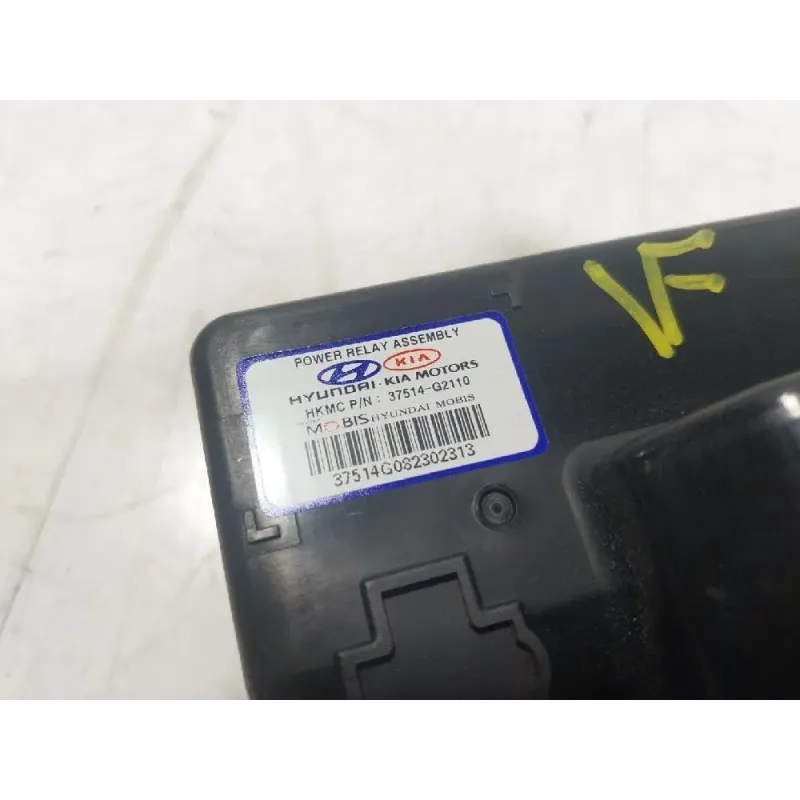 VF
POWER RELAY ASSEMBLY
KIA
HYUNDAI · KIA MOTORS
HKMC P/N : 37514-G2110
MOBIS HYUNDAI MOBIS
37514G082302313